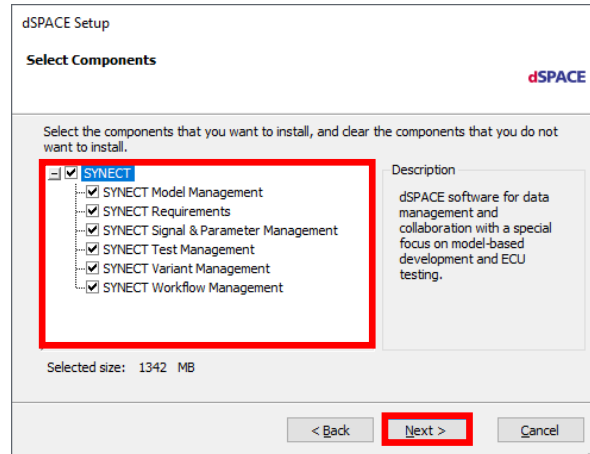 dSPACE Setup
Select Components
dSPACE
Select the components that you want to install, and clear the components that you do not
want to install.
SYNECT
SYNECT Model Management
SYNECT Requirements
SYNECT Signal & Parameter Management
SYNECT Test Management
SYNECT Variant Management
SYNECT Workflow Management
Description
dSPACE software for data
management and
collaboration with a special
focus on model-based
development and ECU
testing.
Selected size: 1342 MB
< Back
Next >
Cancel